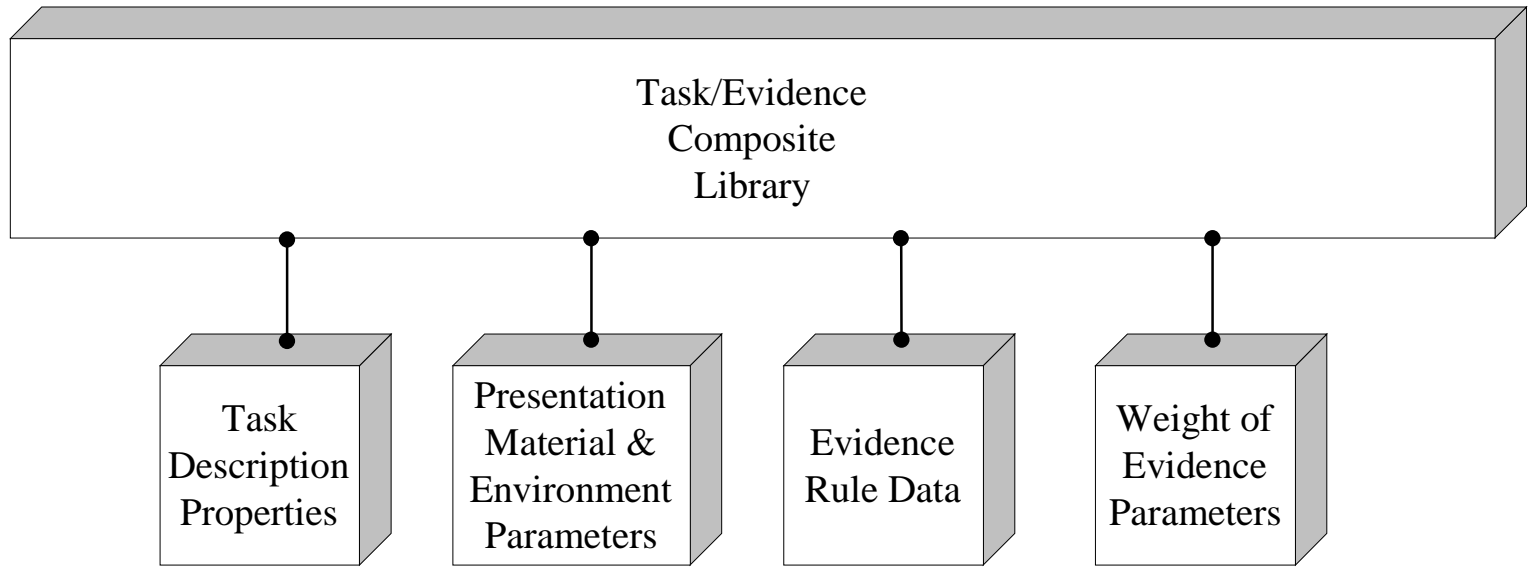 Task/Evidence
Composite
Library
Task
Description
Properties
Presentation
Material &
Environment
Parameters
Evidence
Rule Data
Weight of
Evidence
Parameters